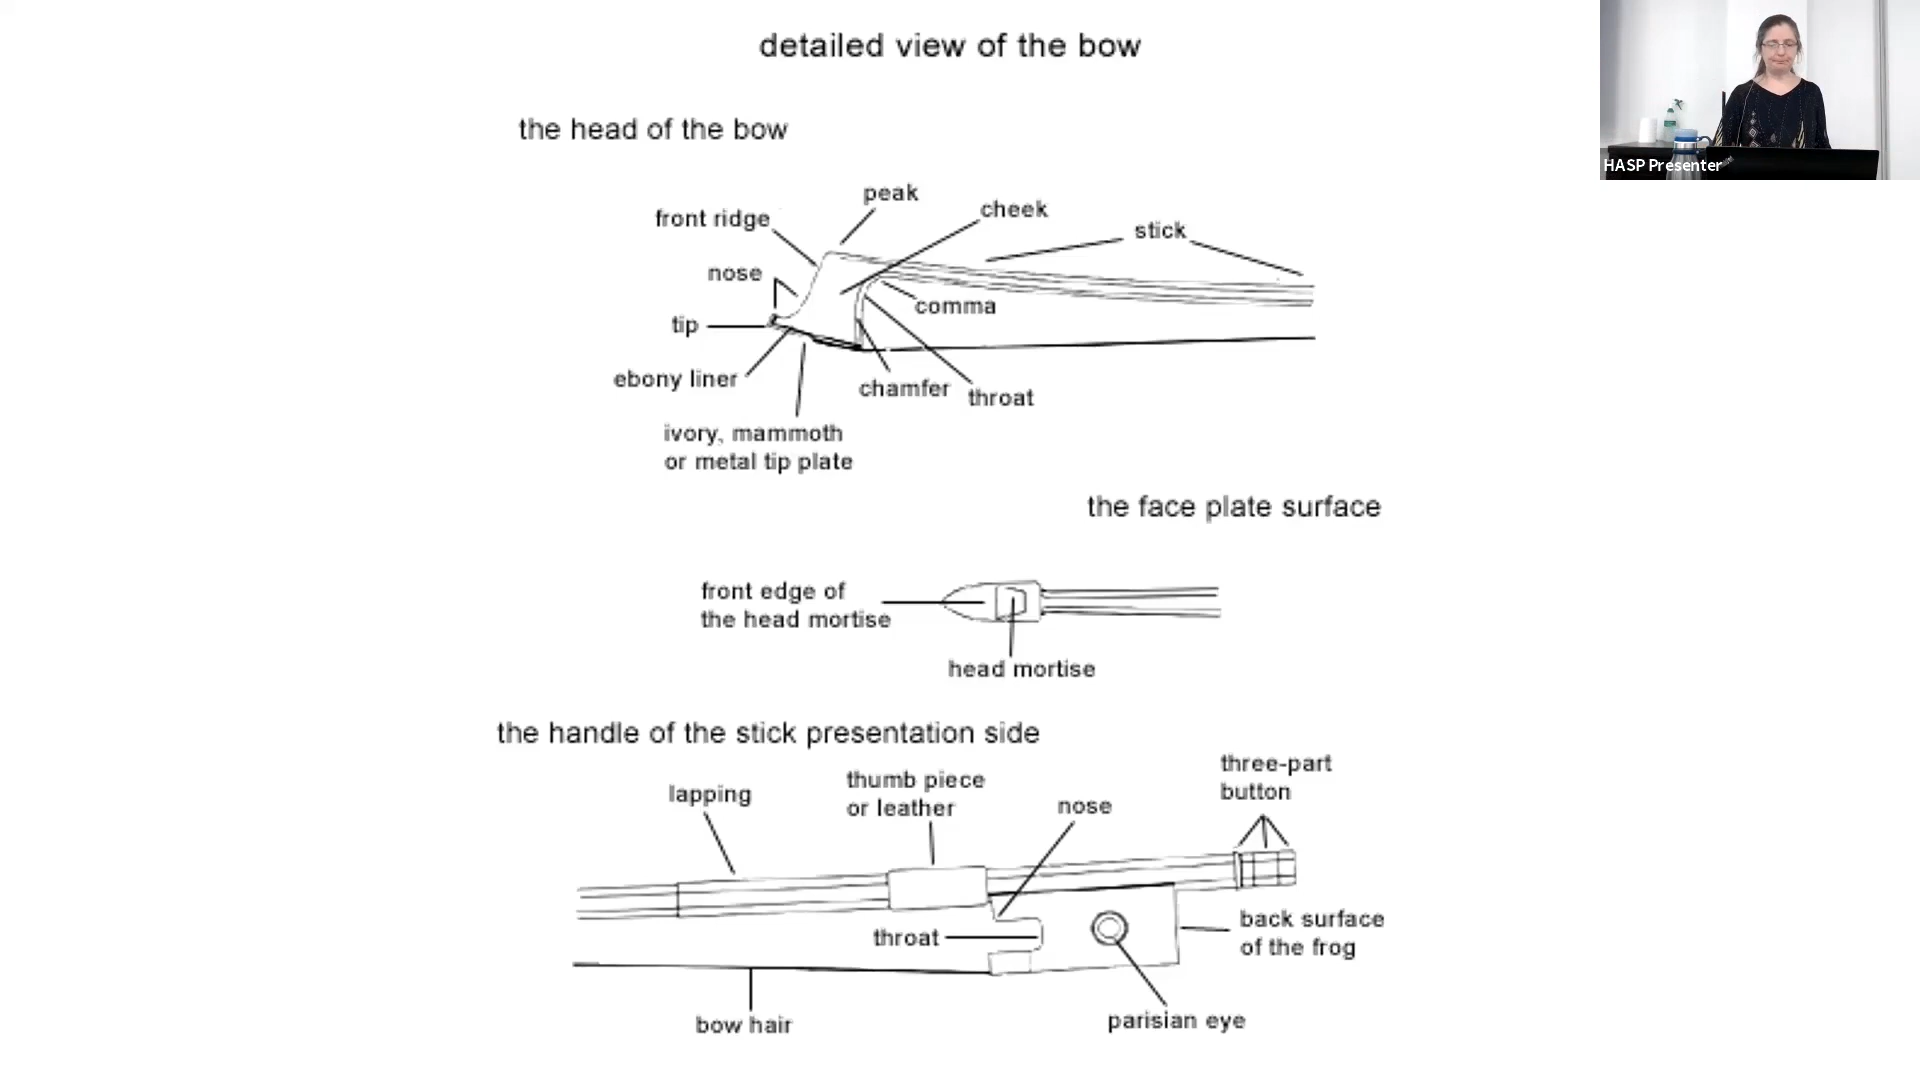 detailed view of the bow
HASP Presenter
the head of the bow
peak
front ridge
cheek
stick
nose
comma
tip
ebony liner
chamfer
throat
ivory, mammoth
or metal tip plate
the face plate surface
front edge of
the head mortise
head mortise
the handle of the stick presentation side
three-part
button
thumb piece
or leather
lapping
nose
back surface
of the frog
throat
parisian eye
bow hair